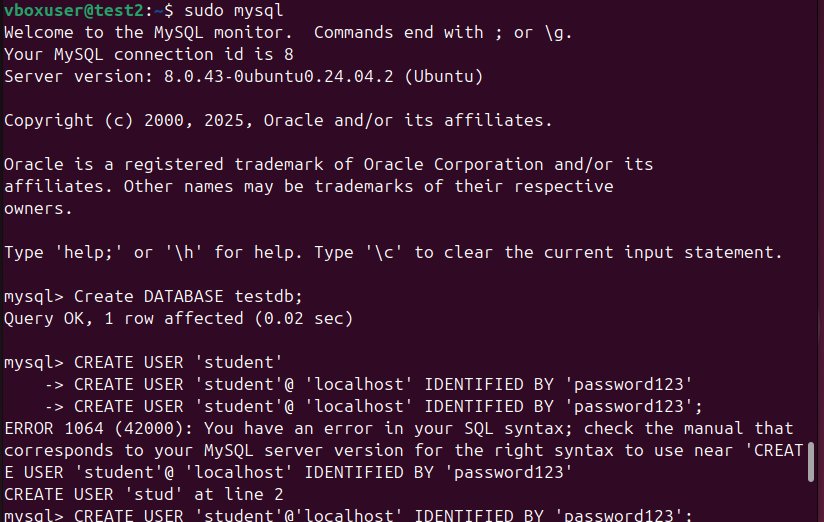 vboxuser@test2:~$ sudo mysql
Welcome to the MySQL monitor.  Commands end with ; or \g.
Your MySQL connection id is 8
Server version: 8.0.43-0ubuntu0.24.04.2 (Ubuntu)
Copyright (c) 2000, 2025, Oracle and/or its affiliates.
Oracle is a registered trademark of Oracle Corporation and/or its
affiliates. Other names may be trademarks of their respective
owners.
Type 'help;' or '\h' for help. Type '\c' to clear the current input statement.
mysql> Create DATABASE testdb;
Query OK, 1 row affected (0.02 sec)
mysql> CREATE USER 'student'
    -> CREATE USER 'student'@ 'localhost' IDENTIFIED BY 'password123'
    -> CREATE USER 'student'@ 'localhost' IDENTIFIED BY 'password123';
ERROR 1064 (42000): You have an error in your SQL syntax; check the manual that
corresponds to your MySQL server version for the right syntax to use near 'CREAT
E USER 'student'@ 'localhost' IDENTIFIED BY 'password123'
CREATE USER 'stud' at line 2
mysql> CREATE USER 'student'@'localhost' IDENTIFIED BY 'password123';